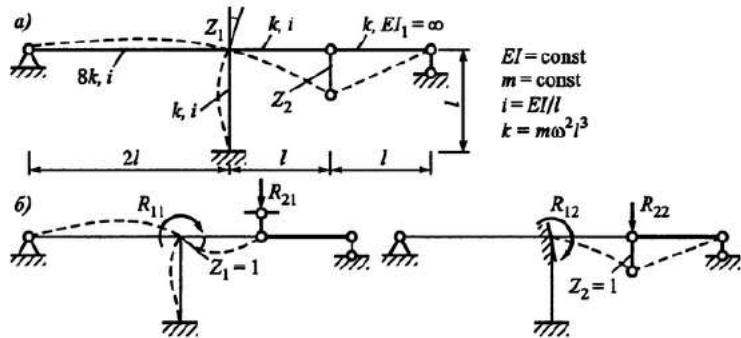 а) Z₁ k, i k, EI₁ = ∞
8k, i k, i Z₂ l
EI = const
m = const
i = EI/l
k = mω²l³
2l l l
б) R₁₁ R₂₁ R₁₂ R₂₂
Z₁ = 1 Z₂ = 1